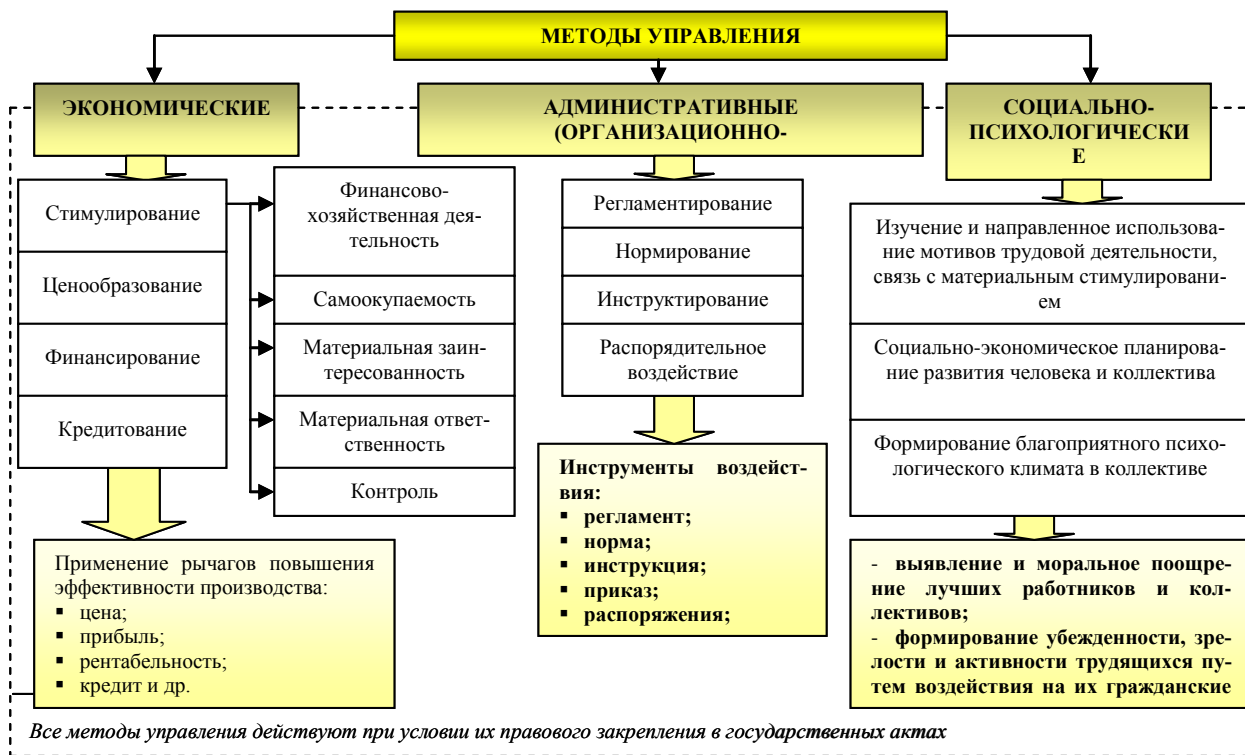 МЕТОДЫ УПРАВЛЕНИЯ
ЭКОНОМИЧЕСКИЕ
Стимулирование
Ценообразование
Финансирование
Кредитование
Финансово-
хозяйственная дея-
тельность
Самоокупаемость
Материальная заин-
тересованность
Материальная ответ-
ственность
Контроль
Применение рычагов повышения
эффективности производства:
▪ цена;
▪ прибыль;
▪ рентабельность;
▪ кредит и др.
АДМИНИСТРАТИВНЫЕ
(ОРГАНИЗАЦИОННО-
Регламентирование
Нормирование
Инструктирование
Распорядительное
воздействие
Инструменты воздейст-
вия:
▪ регламент;
▪ норма;
▪ инструкция;
▪ приказ;
▪ распоряжения;
СОЦИАЛЬНО-
ПСИХОЛОГИЧЕСКИ
Е
Изучение и направленное использова-
ние мотивов трудовой деятельности,
связь с материальным стимулировани-
ем
Социально-экономическое планирова-
ние развития человека и коллектива
Формирование благоприятного психо-
логического климата в коллективе
- выявление и моральное поощре-
ние лучших работников и кол-
лективов;
- формирование убежденности, зре-
лости и активности трудящихся пу-
тем воздействия на их гражданские
Все методы управления действуют при условии их правового закрепления в государственных актах